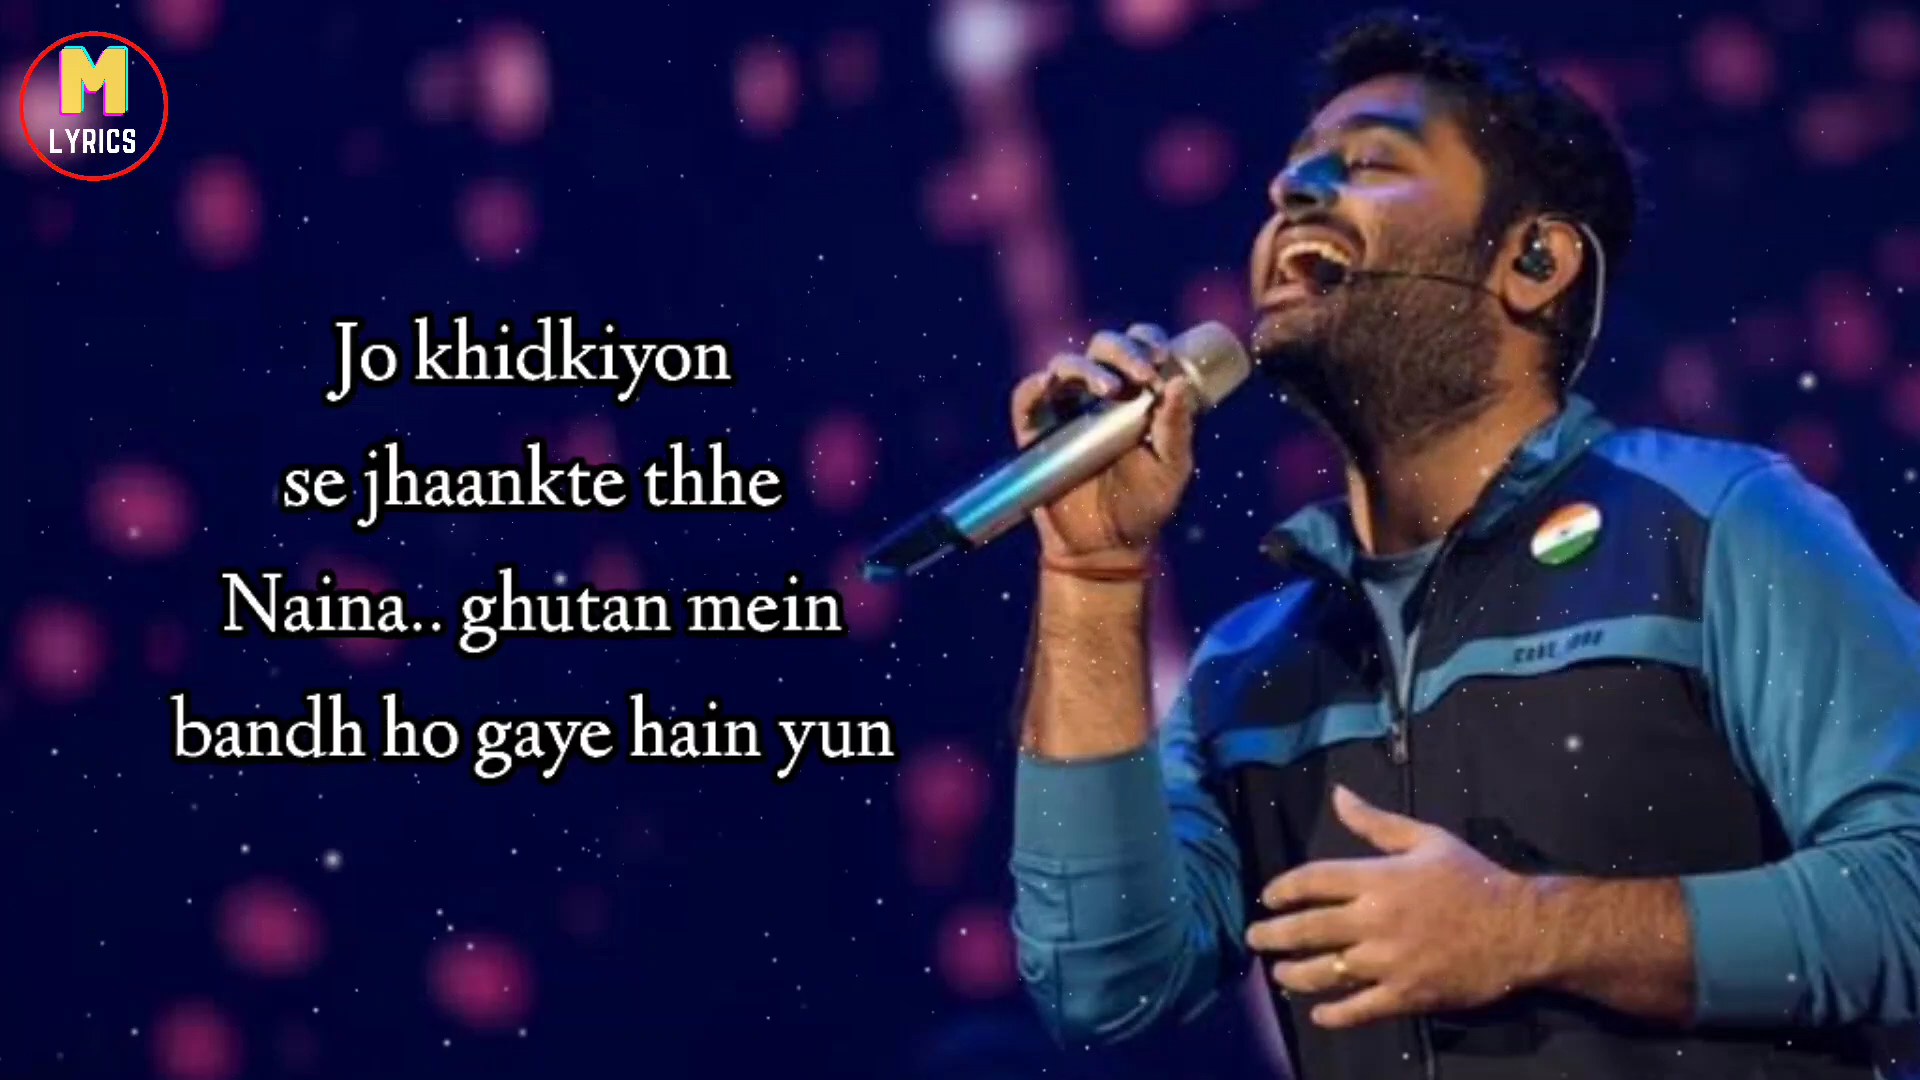 M
LYRICS
Jo khidkiyon
se jhaankte thhe
Naina.. ghutan mein
bandh ho gaye hain yun